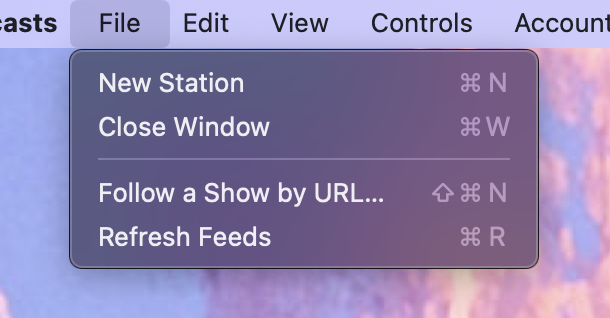 casts File Edit View Controls Account
New Station ⌘ N
Close Window ⌘ W
Follow a Show by URL... ⇧ ⌘ N
Refresh Feeds ⌘ R